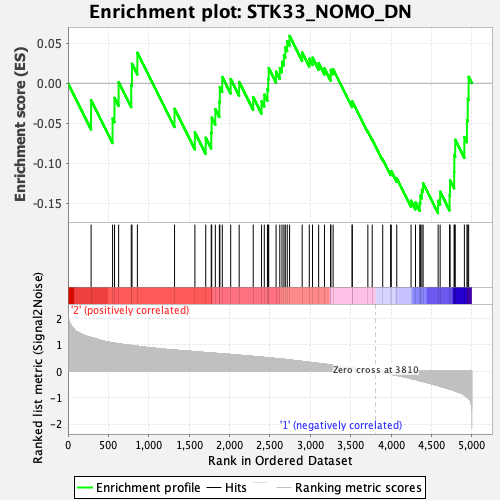 Enrichment plot: STK33_NOMO_DN
Enrichment score (ES)
0.05
0.00
-0.05
-0.10
-0.15
'2' (positively correlated)
Ranked list metric (Signal2Noise)
2
1
0
-1
-2
Zero cross at 3810
'1' (negatively correlated)
0
500
1,000
1,500
2,000
2,500
3,000
3,500
4,000
4,500
5,000
Rank in Ordered Dataset
Enrichment profile
Hits
Ranking metric scores